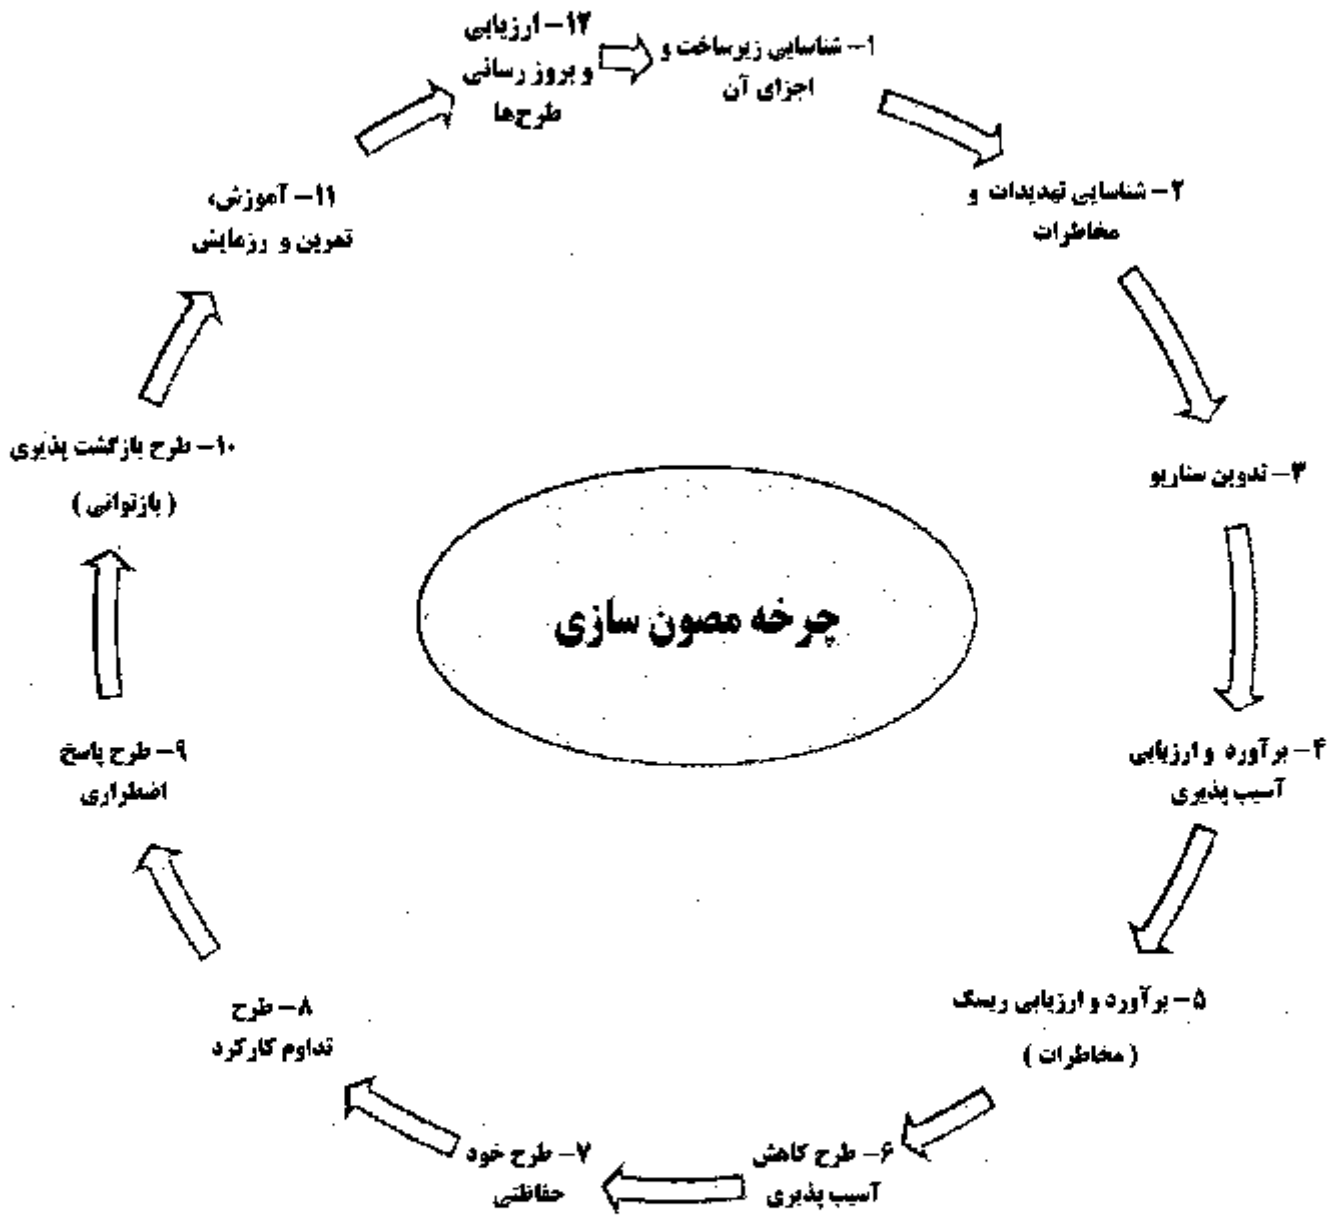 ۱- شناسایی زیرساخت و
اجزای آن
۲- شناسایی تهدیدات و
مخاطرات
۳- تدوین سناریو
۴- برآورد و ارزیابی
آسیب پذیری
۵- برآورد و ارزیابی ریسک
( مخاطرات )
۶- طرح کاهش
آسیب پذیری
۷- طرح خود
حفاظتی
۸- طرح
تداوم کارکرد
۹- طرح پاسخ
اضطراری
۱۰- طرح بازگشت پذیری
( بازتوانی )
۱۱- آموزش،
تمرین و رزمایش
۱۲- ارزیابی
و بروز رسانی
طرح‌ها
چرخه مصون سازی